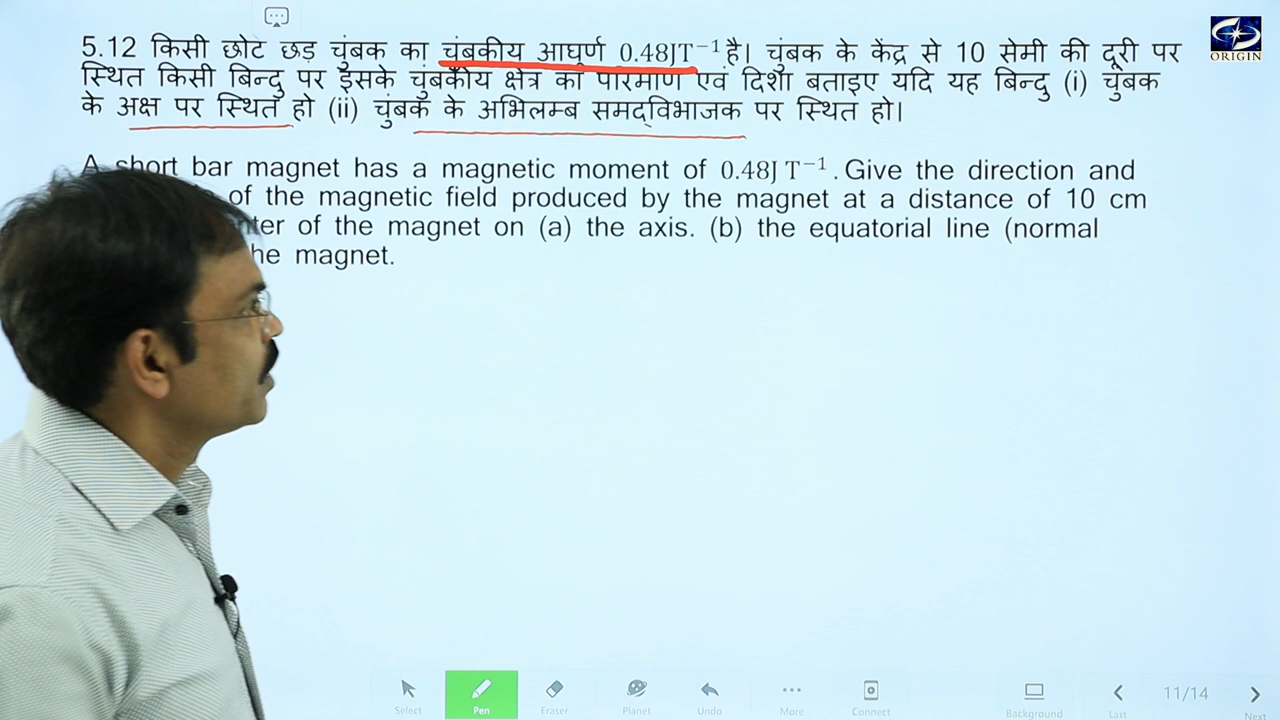 5.12 किसी छोटे छड़ चुंबक का चुंबकीय आघूर्ण 0.48JT⁻¹ है। चुंबक के केंद्र से 10 सेमी की दूरी पर
स्थित किसी बिन्दु पर इसके चुंबकीय क्षेत्र का परिमाण एवं दिशा बताइए यदि यह बिन्दु (i) चुंबक
के अक्ष पर स्थित हो (ii) चुंबक के अभिलम्ब समद्विभाजक पर स्थित हो।
A short bar magnet has a magnetic moment of 0.48J T⁻¹. Give the direction and
of the magnetic field produced by the magnet at a distance of 10 cm
of the magnet on (a) the axis. (b) the equatorial line (normal
magnet.
ORIGIN
Select Pen Eraser Planet Undo More Connect Background Last 11/14 Next